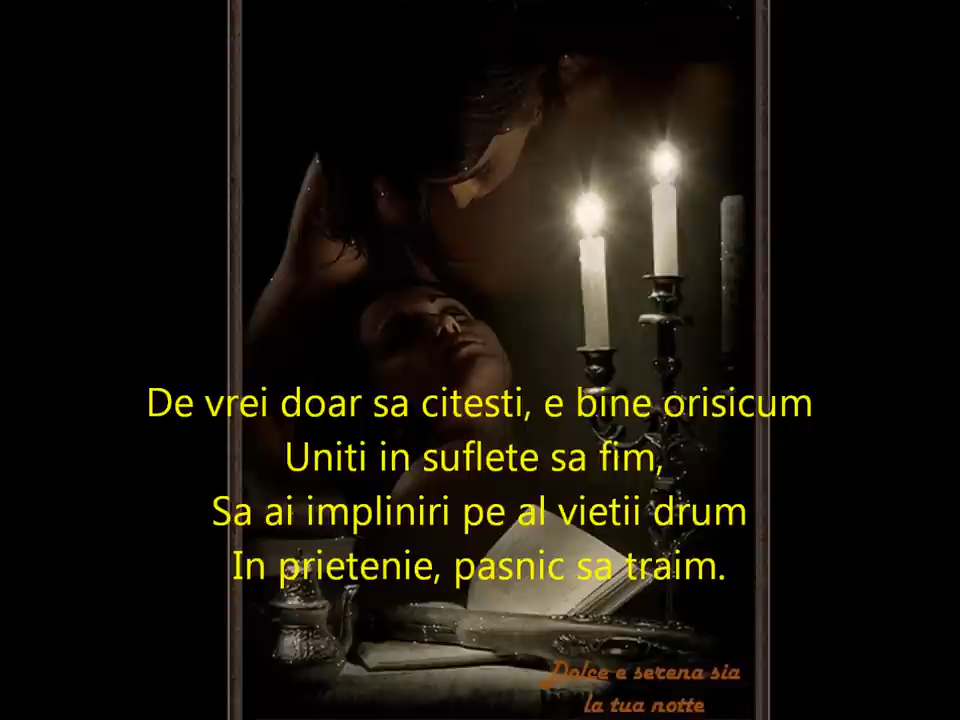 De vrei doar sa citesti, e bine orisicum
Uniti in suflete sa fim,
Sa ai impliniri pe al vietii drum
In prietenie, pasnic sa traim.
Dolce e serena sia
la tua notte